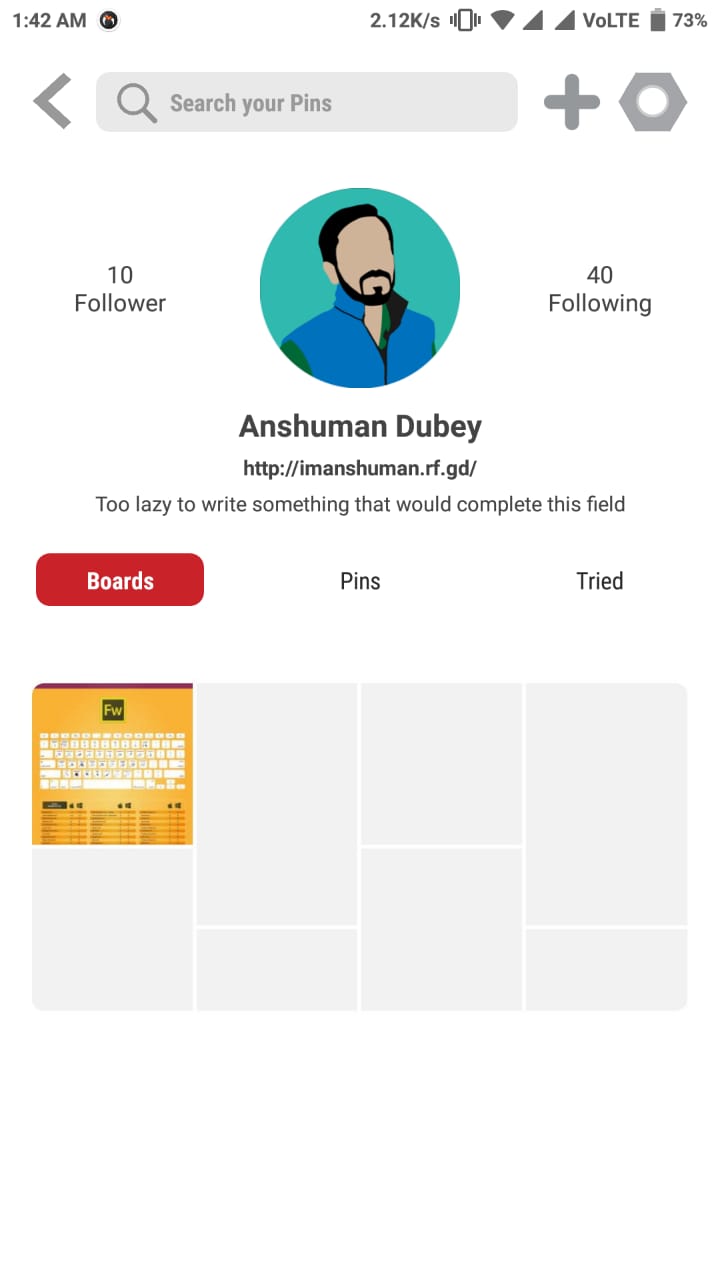 1:42 AM 2.12K/s VoLTE 73%
Search your Pins
10
Follower
40
Following
Anshuman Dubey
http://imanshuman.rf.gd/
Too lazy to write something that would complete this field
Boards Pins Tried
Fw